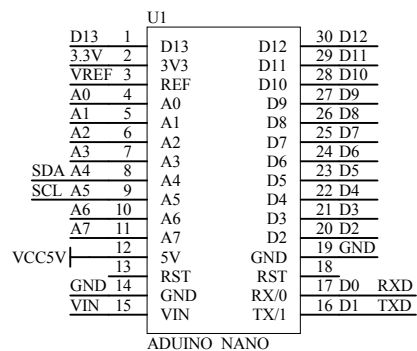 U1
D13 1 D13 D12 30 D12
3.3V 2 3V3 D11 29 D11
VREF 3 REF D10 28 D10
A0 4 A0 D9 27 D9
A1 5 A1 D8 26 D8
A2 6 A2 D7 25 D7
A3 7 A3 D6 24 D6
SDA A4 8 A4 D5 23 D5
SCL A5 9 A5 D4 22 D4
A6 10 A6 D3 21 D3
A7 11 A7 D2 20 D2
VCC5V 12 5V GND 19 GND
13 RST RST 18
GND 14 GND RX/0 17 D0 RXD
VIN 15 VIN TX/1 16 D1 TXD
ADUINO NANO